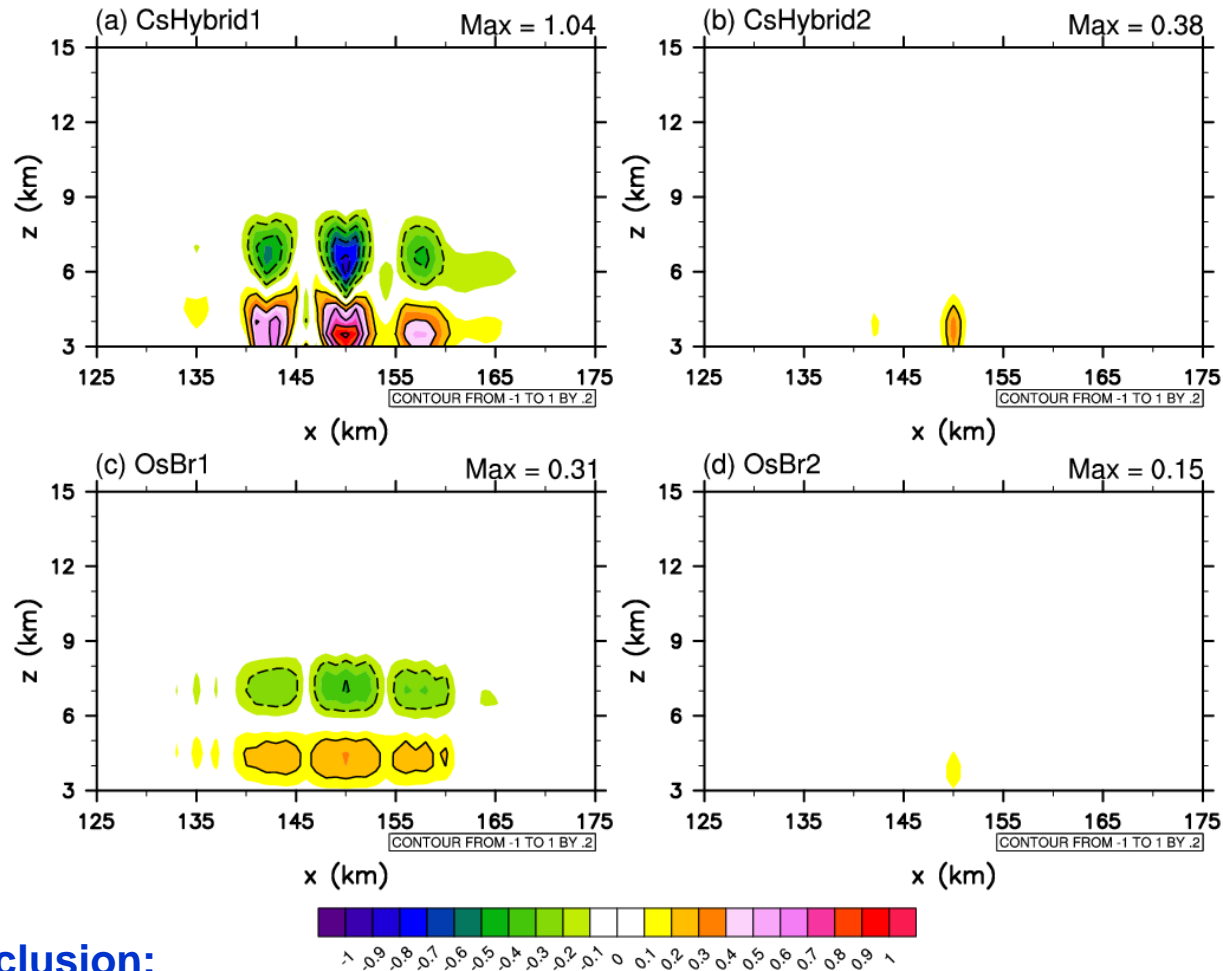 (a) CsHybrid1 Max = 1.04 (b) CsHybrid2 Max = 0.38
15 15
12 12
z (km) 9 z (km) 9
6 6
3 3
125 135 145 155 165 175 125 135 145 155 165 175
CONTOUR FROM -1 TO 1 BY .2 CONTOUR FROM -1 TO 1 BY .2
x (km) x (km)
(c) OsBr1 Max = 0.31 (d) OsBr2 Max = 0.15
15 15
12 12
z (km) 9 z (km) 9
6 6
3 3
125 135 145 155 165 175 125 135 145 155 165 175
CONTOUR FROM -1 TO 1 BY .2 CONTOUR FROM -1 TO 1 BY .2
x (km) x (km)
-1 -0.9 -0.8 -0.7 -0.6 -0.5 -0.4 -0.3 -0.2 -0.1 0 0.1 0.2 0.3 0.4 0.5 0.6 0.7 0.8 0.9 1
clusion: